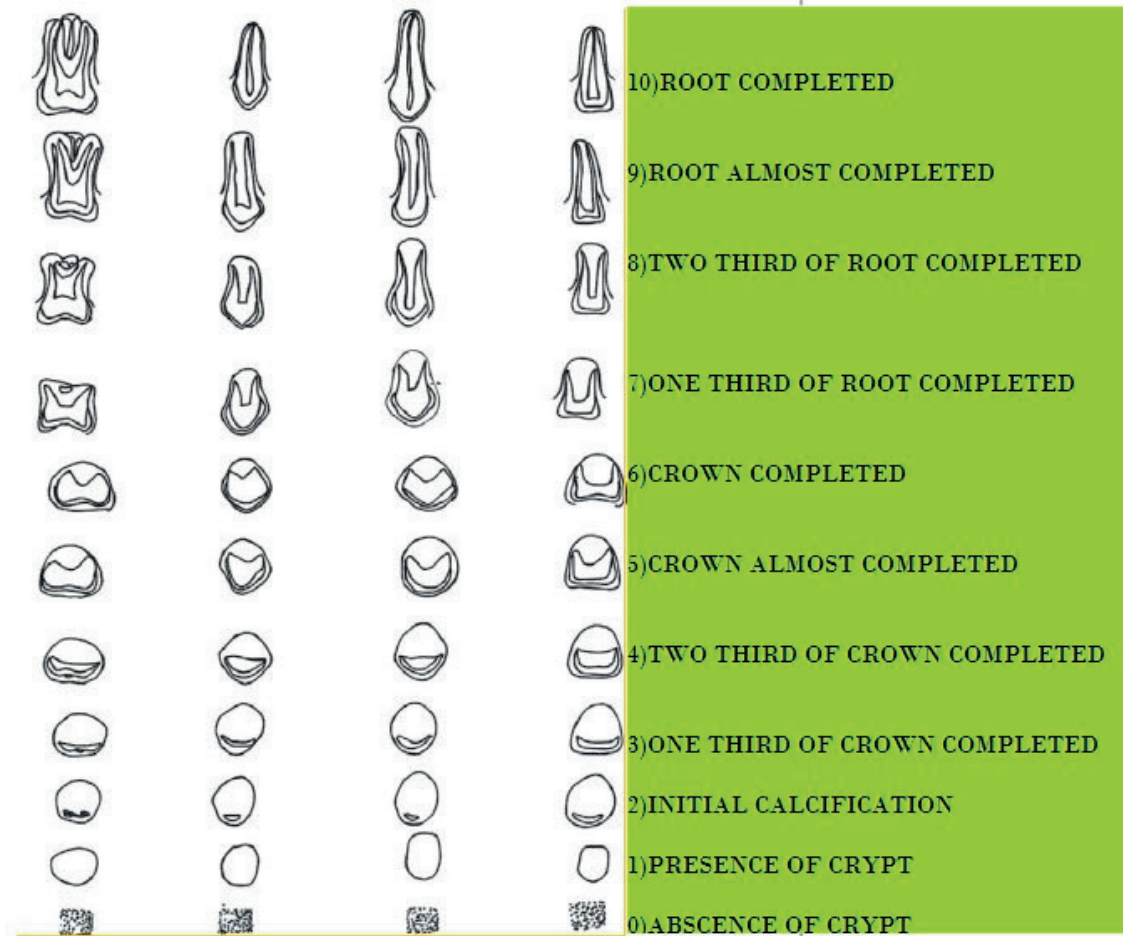 10)ROOT COMPLETED
9)ROOT ALMOST COMPLETED
8)TWO THIRD OF ROOT COMPLETED
7)ONE THIRD OF ROOT COMPLETED
6)CROWN COMPLETED
5)CROWN ALMOST COMPLETED
4)TWO THIRD OF CROWN COMPLETED
3)ONE THIRD OF CROWN COMPLETED
2)INITIAL CALCIFICATION
1)PRESENCE OF CRYPT
0)ABSCENCE OF CRYPT